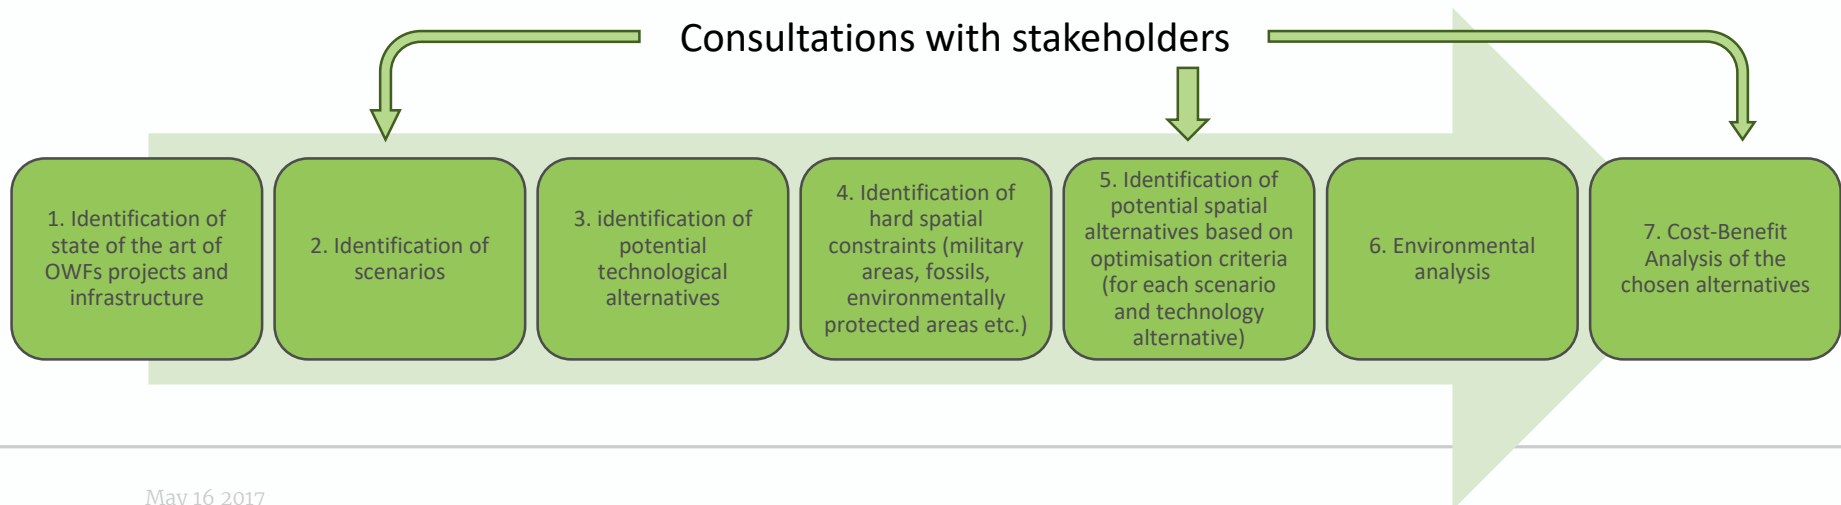 Consultations with stakeholders
1. Identification of
state of the art of
OWFs projects and
infrastructure
2. Identification of
scenarios
3. identification of
potential
technological
alternatives
4. Identification of
hard spatial
constraints (military
areas, fossils,
environmentally
protected areas etc.)
5. Identification of
potential spatial
alternatives based on
optimisation criteria
(for each scenario
and technology
alternative)
6. Environmental
analysis
7. Cost-Benefit
Analysis of the
chosen alternatives
May 16 2017